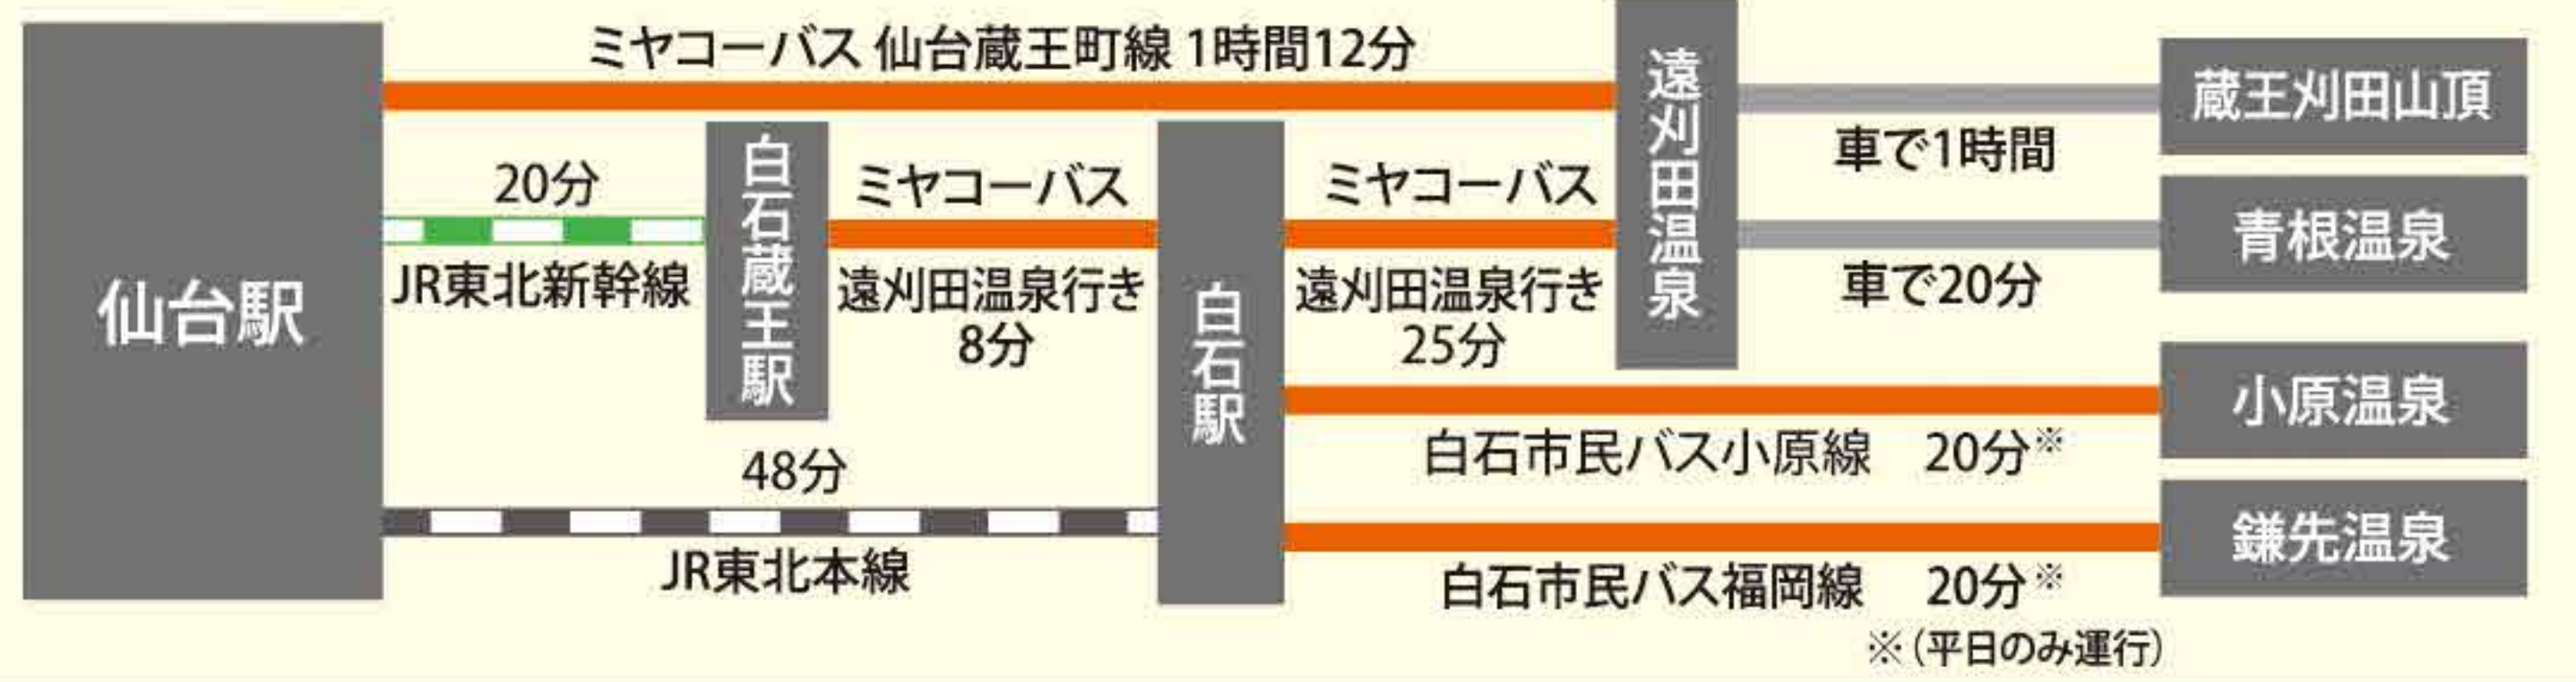 仙台駅
ミヤコーバス 仙台蔵王町線 1時間12分
20分
JR東北新幹線
白石蔵王駅
ミヤコーバス
遠刈田温泉行き
8分
48分
JR東北本線
白石駅
ミヤコーバス
遠刈田温泉行き
25分
遠刈田温泉
車で1時間
蔵王刈田山頂
車で20分
青根温泉
白石市民バス小原線 20分※
小原温泉
白石市民バス福岡線 20分※
鎌先温泉
※(平日のみ運行)